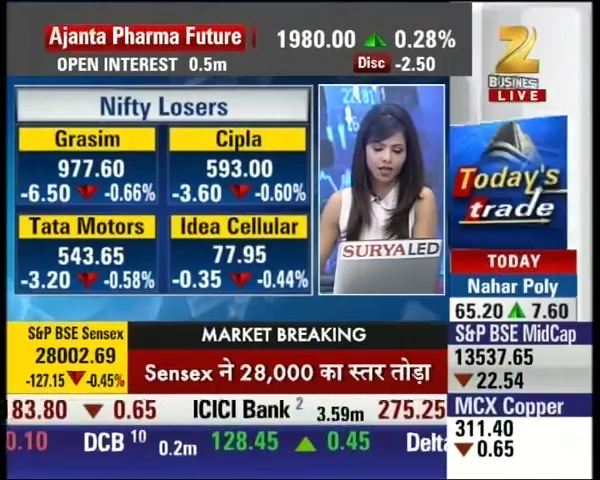 Ajanta Pharma Future
1980.00 0.28%
OPEN INTEREST 0.5m
Disc -2.50
Z
BUSINESS
LIVE
Nifty Losers
Grasim
977.60
-6.50 -0.66%
Cipla
593.00
-3.60 -0.60%
Tata Motors
543.65
-3.20 -0.58%
Idea Cellular
77.95
-0.35 -0.44%
SURYA LED
Today's
trade
TODAY
Nahar Poly
65.20 7.60
S&P BSE Sensex
28002.69
-127.15 -0.45%
MARKET BREAKING
Sensex ने 28,000 का स्तर तोड़ा
S&P BSE MidCap
13537.65
22.54
183.80 0.65 ICICI Bank 2 3.59m 275.25
0.10 DCB 10 0.2m 128.45 0.45 Delta
MCX Copper
311.40
0.65